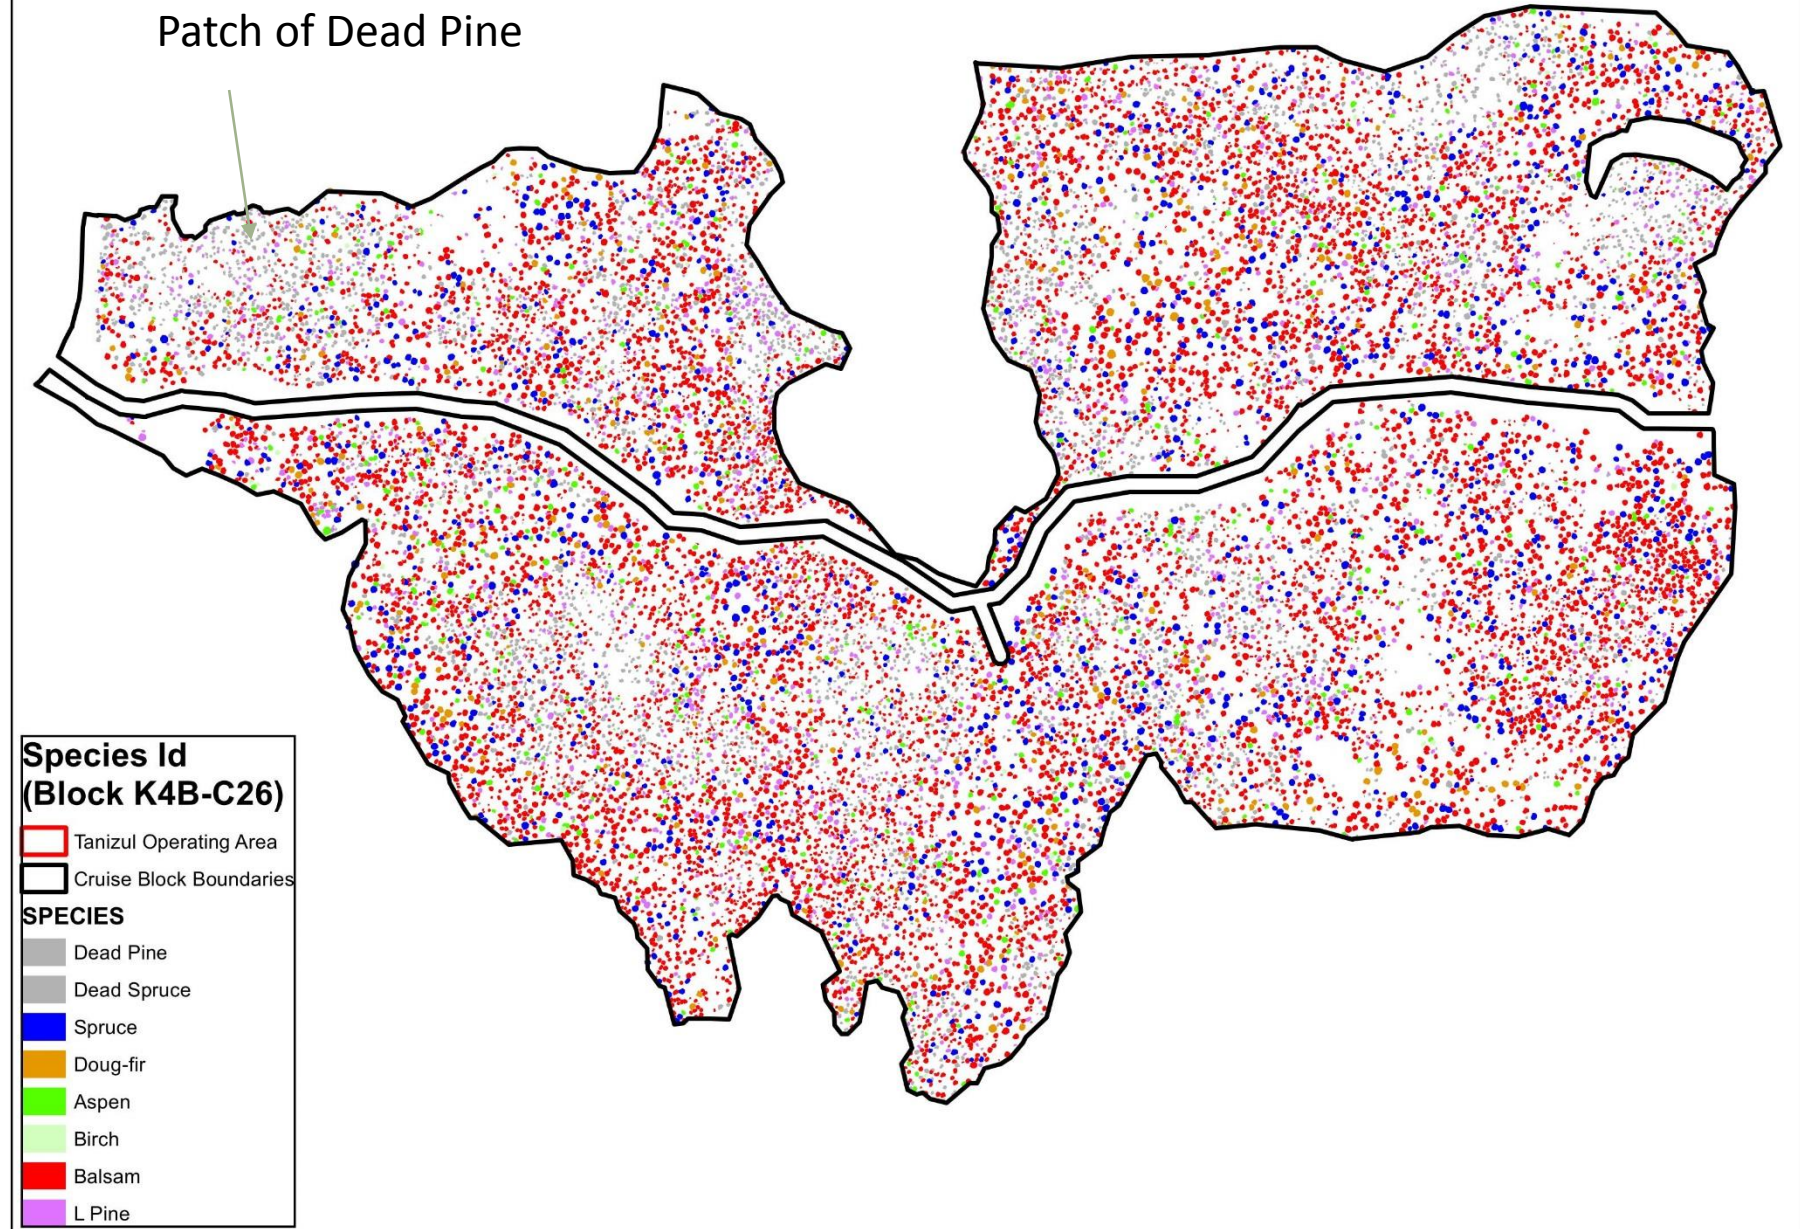 Patch of Dead Pine
Species Id
(Block K4B-C26)
Tanizul Operating Area
Cruise Block Boundaries
SPECIES
Dead Pine
Dead Spruce
Spruce
Doug-fir
Aspen
Birch
Balsam
L Pine